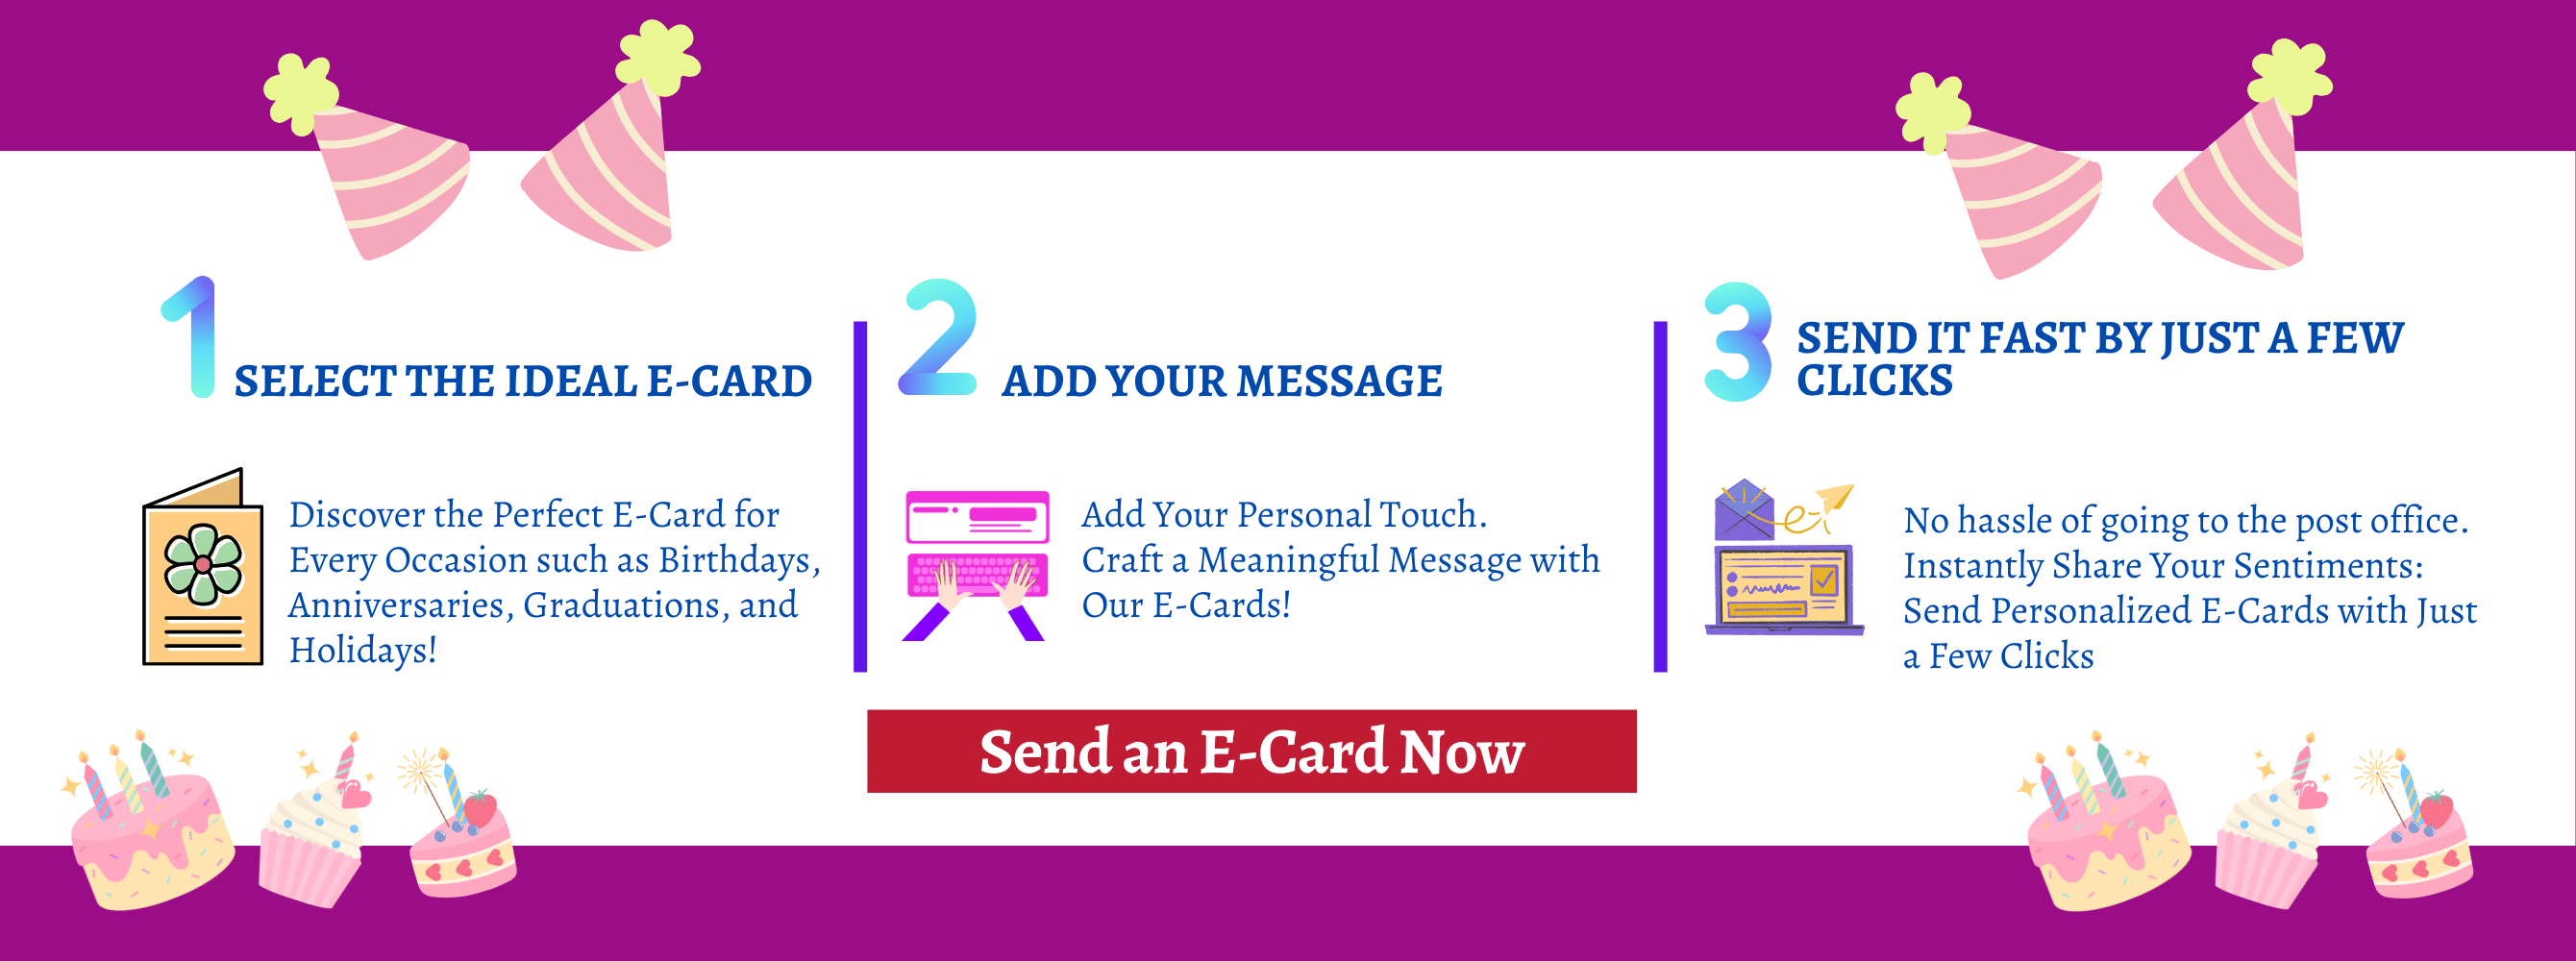 1
SELECT THE IDEAL E-CARD
Discover the Perfect E-Card for
Every Occasion such as Birthdays,
Anniversaries, Graduations, and
Holidays!
2
ADD YOUR MESSAGE
Add Your Personal Touch.
Craft a Meaningful Message with
Our E-Cards!
3
SEND IT FAST BY JUST A FEW
CLICKS
No hassle of going to the post office.
Instantly Share Your Sentiments:
Send Personalized E-Cards with Just
a Few Clicks
Send an E-Card Now